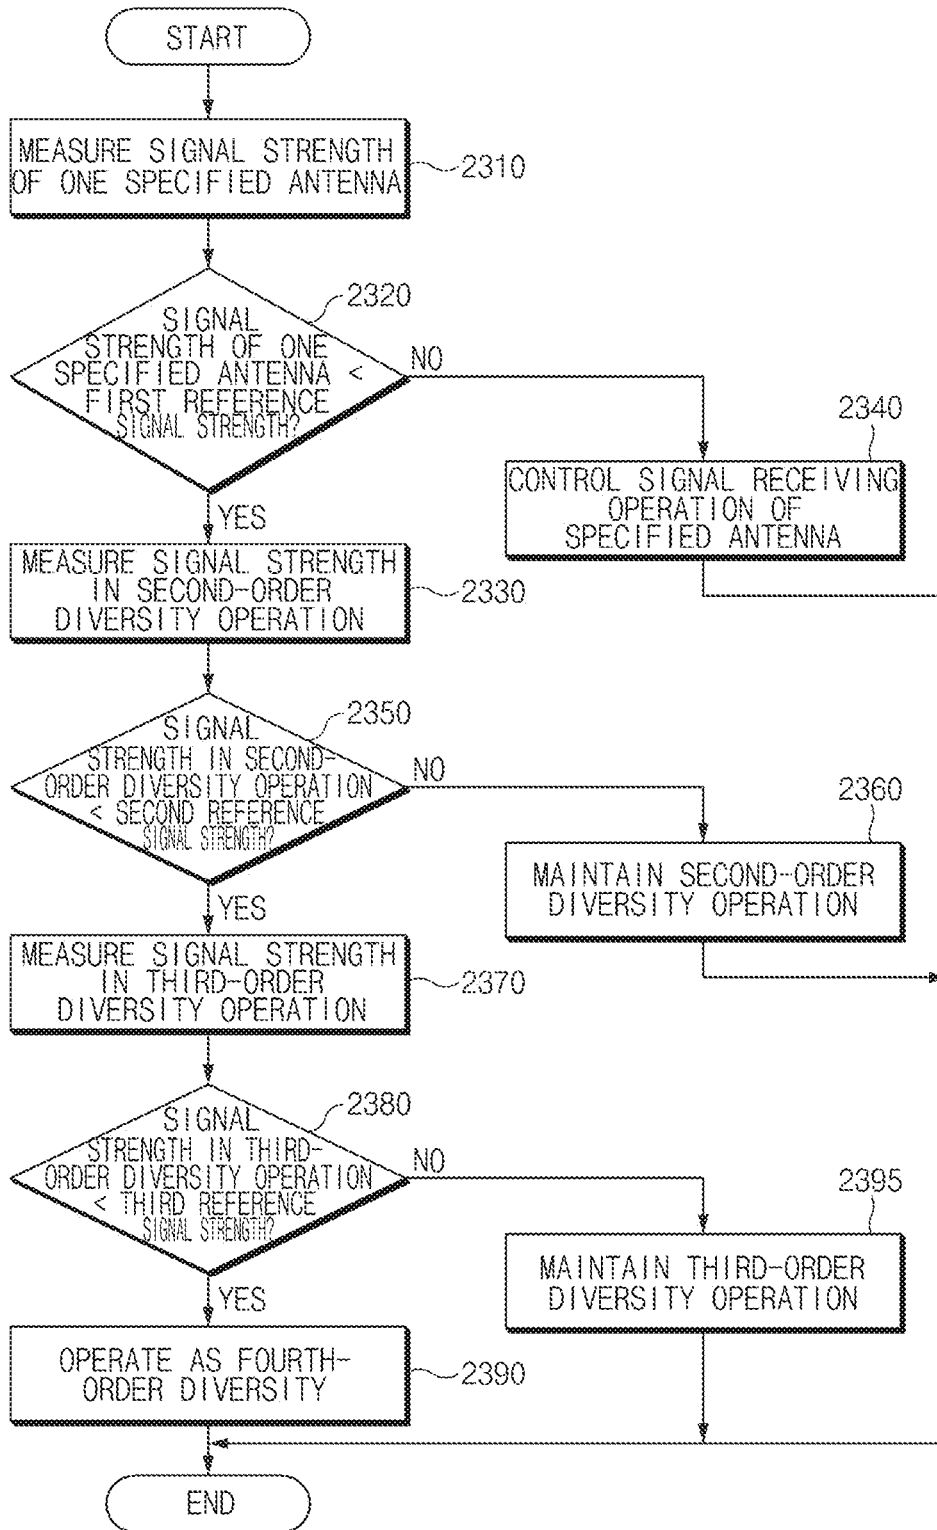 START
MEASURE SIGNAL STRENGTH
OF ONE SPECIFIED ANTENNA
2310
2320
SIGNAL
STRENGTH OF ONE
SPECIFIED ANTENNA <
FIRST REFERENCE
SIGNAL STRENGTH?
NO
YES
2340
CONTROL SIGNAL RECEIVING
OPERATION OF
SPECIFIED ANTENNA
MEASURE SIGNAL STRENGTH
IN SECOND-ORDER
DIVERSITY OPERATION
2330
2350
SIGNAL
STRENGTH IN SECOND-
ORDER DIVERSITY OPERATION
< SECOND REFERENCE
SIGNAL STRENGTH?
NO
YES
2360
MAINTAIN SECOND-ORDER
DIVERSITY OPERATION
MEASURE SIGNAL STRENGTH
IN THIRD-ORDER
DIVERSITY OPERATION
2370
2380
SIGNAL
STRENGTH IN THIRD-
ORDER DIVERSITY OPERATION
< THIRD REFERENCE
SIGNAL STRENGTH?
NO
YES
2395
MAINTAIN THIRD-ORDER
DIVERSITY OPERATION
OPERATE AS FOURTH-
ORDER DIVERSITY
2390
END